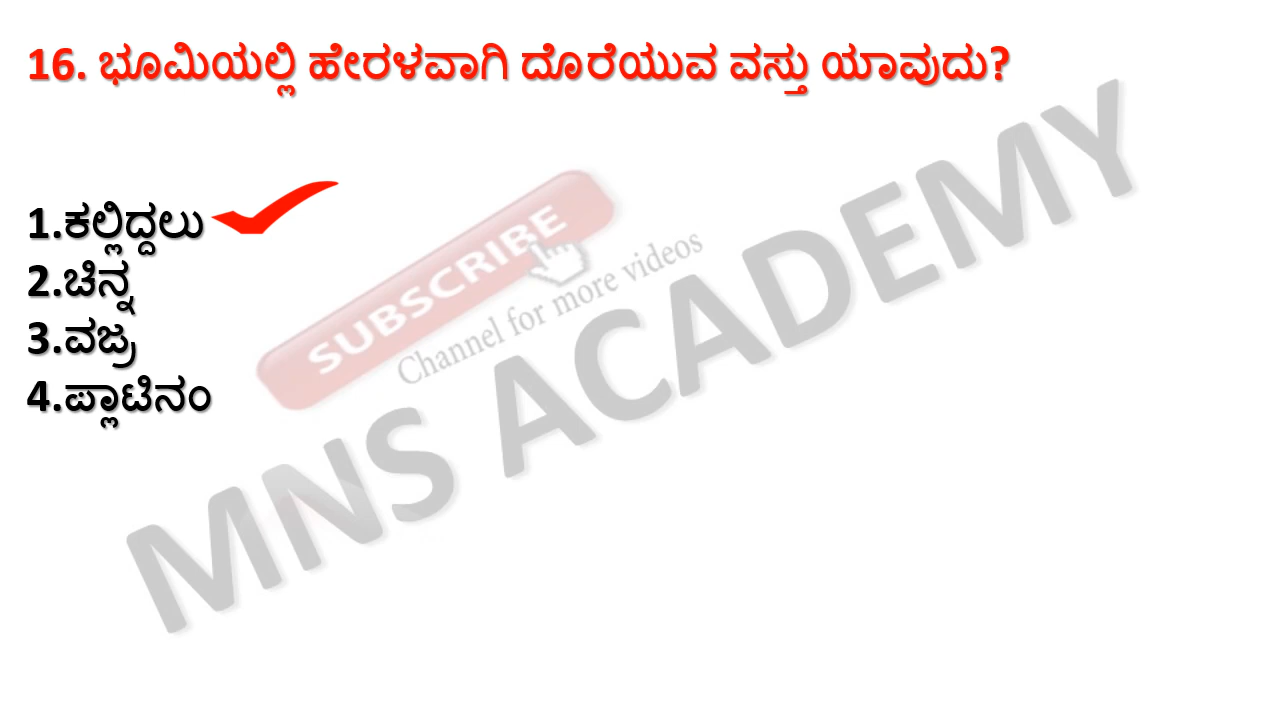 16. ಭೂಮಿಯಲ್ಲಿ ಹೇರಳವಾಗಿ ದೊರೆಯುವ ವಸ್ತು ಯಾವುದು?
1.ಕಲ್ಲಿದ್ದಲು
2.ಚಿನ್ನ
3.ವಜ್ರ
4.ಪ್ಲಾಟಿನಂ
SUBSCRIBE
Channel for more videos
MNS ACADEMY